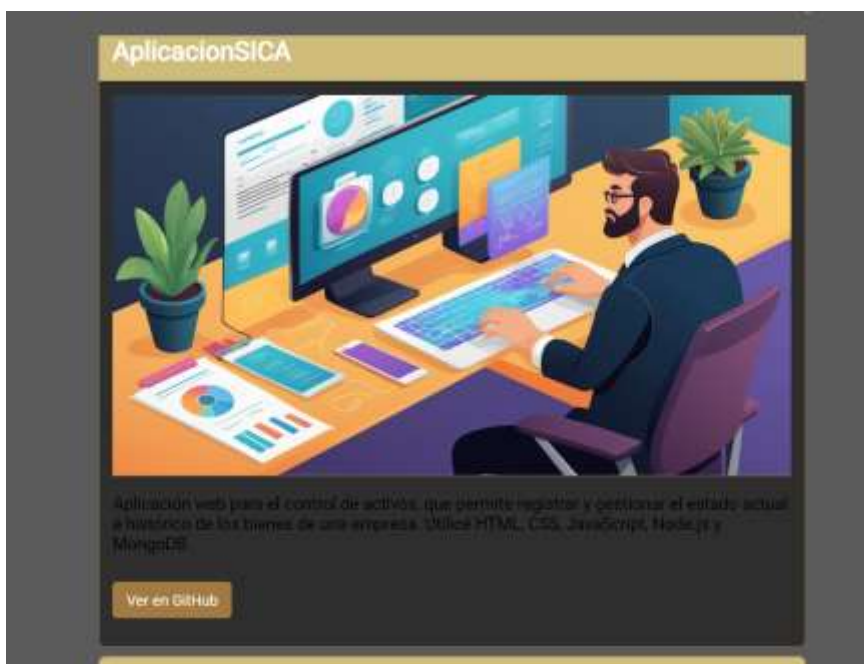 AplicacionSICA
Aplicación web para el control de activos, que permite registrar y gestionar el estado actual
e histórico de los bienes de una empresa. Utilicé HTML, CSS, JavaScript, Node.js y
MongoDB.
Ver en GitHub